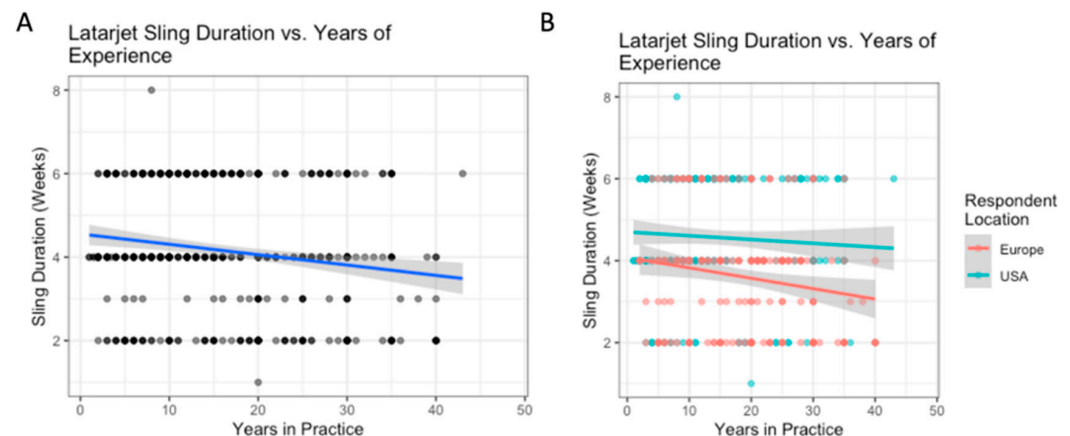 A
Latarjet Sling Duration vs. Years of
Experience
Sling Duration (Weeks)
8
6
4
2
0 10 20 30 40 50
Years in Practice
B
Latarjet Sling Duration vs. Years of
Experience
Sling Duration (Weeks)
8
6
4
2
0 10 20 30 40 50
Years in Practice
Respondent
Location
Europe
USA